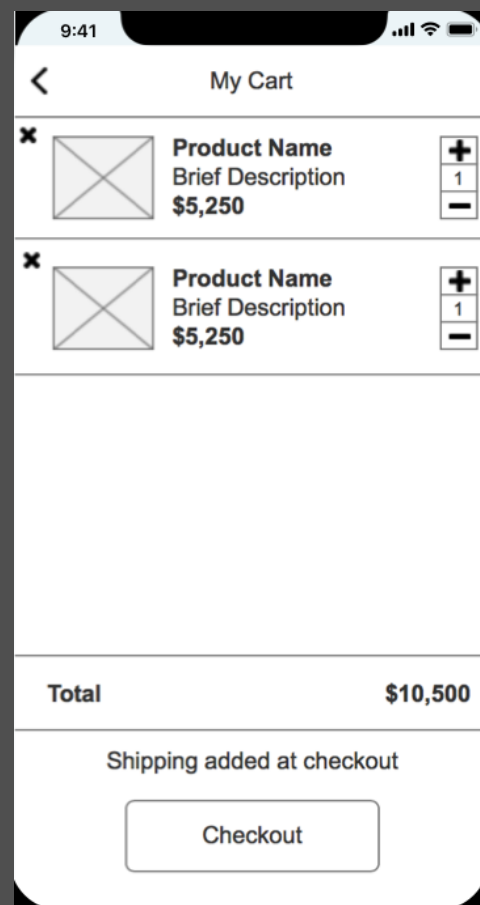 9:41
My Cart
Product Name
Brief Description
$5,250
1
Product Name
Brief Description
$5,250
1
Total $10,500
Shipping added at checkout
Checkout